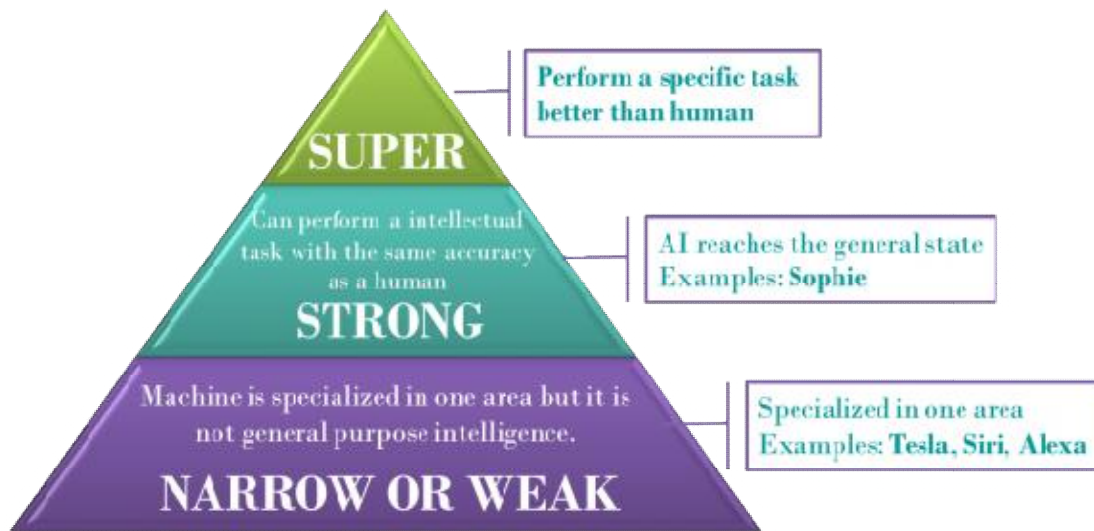 Perform a specific task
better than human
SUPER
Can perform a intellectual
task with the same accuracy
as a human
STRONG
AI reaches the general state
Examples: Sophie
Machine is specialized in one area but it is
not general purpose intelligence.
NARROW OR WEAK
Specialized in one area
Examples: Tesla, Siri, Alexa